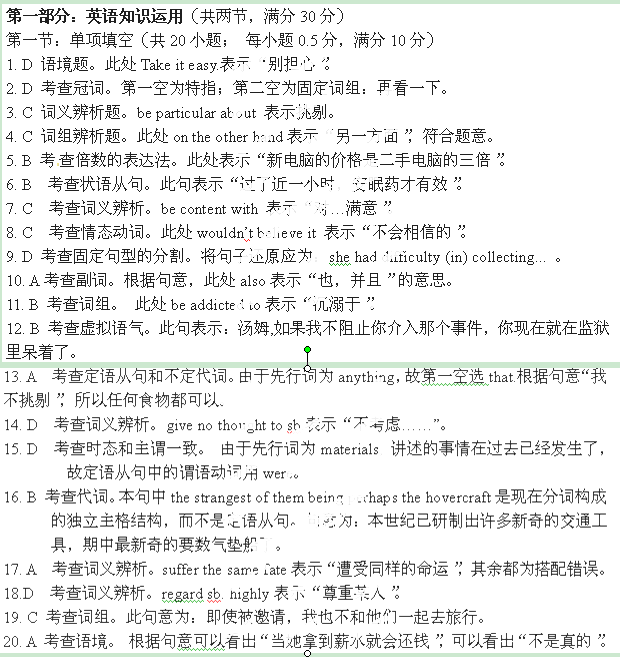 第一部分：英语知识运用（共两节，满分 30 分）
第一节：单项填空（共 20 小题； 每小题 0.5 分，满分 10 分）
1. D 语境题。此处 Take it easy.表示“别担心”。
2. D 考查冠词。第一空为特指；第二空为固定词组：再看一下。
3. C 词义辨析题。be particular about 表示挑剔。
4. C 词组辨析题。此处 on the other hand 表示“另一方面”，符合题意。
5. B 考查倍数的表达法。此处表示“新电脑的价格是二手电脑的三倍”。
6. B 考查状语从句。此句表示“过了近一小时，安眠药才有效”。
7. C 考查词义辨析。be content with 表示“对…满意”
8. C 考查情态动词。此处 wouldn't believe it 表示“不会相信的”。
9. D 考查固定句型的分割。将句子还原应为：she had difficulty (in) collecting… 。
10. A 考查副词。根据句意，此处 also 表示“也，并且”的意思。
11. B 考查词组。 此处 be addicted to 表示“沉溺于”。
12. B 考查虚拟语气。此句表示：汤姆,如果我不阻止你介入那个事件，你现在就在监狱
里呆着了。
13. A 考查定语从句和不定代词。由于先行词为 anything，故第一空选 that.根据句意“我
不挑剔”，所以任何食物都可以。
14. D 考查词义辨析。give no thought to sb 表示“不考虑……”。
15. D 考查时态和主谓一致。 由于先行词为 materials 讲述的事情在过去已经发生了，
故定语从句中的谓语动词用 were。
16. B 考查代词。本句中 the strangest of them being perhaps the hovercraft 是现在分词构成
的独立主格结构，而不是定语从句。 ：本世纪已研制出许多新奇的交通工
具，期中最新奇的要数气垫船 。
17. A 考查词义辨析。suffer the same fate 表示“遭受同样的命运”，其余都为搭配错误。
18.D 考查词义辨析。regard sb. highly 表示“尊重某人”。
19. C 考查词组。此句意为：即使被邀请，我也不和他们一起去旅行。
20. A 考查语境。 根据句意可以看出“当她拿到薪水就会还钱”，可以看出“不是真的”。